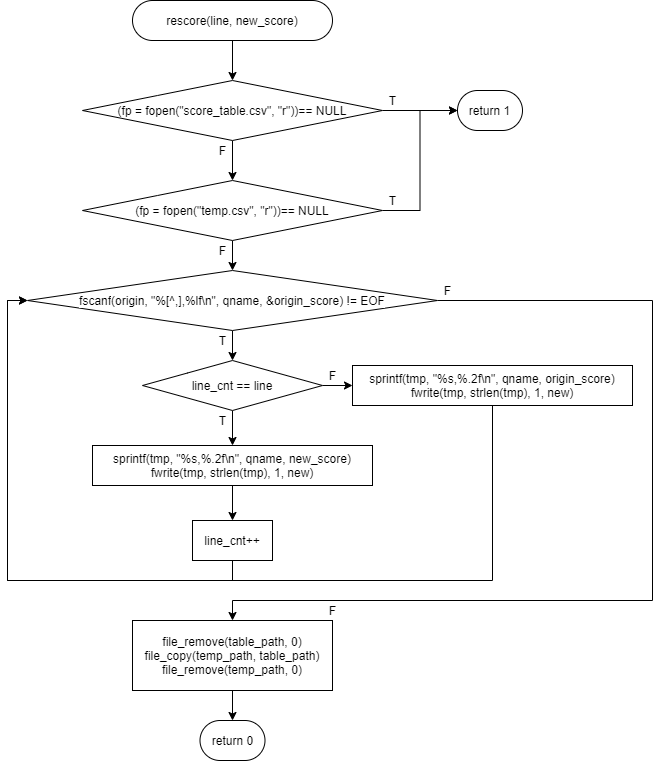 rescore(line, new_score)
(fp = fopen("score_table.csv", "r"))== NULL
T
return 1
F
(fp = fopen("temp.csv", "r"))== NULL
T
F
fscanf(origin, "%[^,],%lf\n", qname, &origin_score) != EOF
F
T
line_cnt == line
F
sprintf(tmp, "%s,%.2f\n", qname, origin_score)
fwrite(tmp, strlen(tmp), 1, new)
T
sprintf(tmp, "%s,%.2f\n", qname, new_score)
fwrite(tmp, strlen(tmp), 1, new)
line_cnt++
F
file_remove(table_path, 0)
file_copy(temp_path, table_path)
file_remove(temp_path, 0)
return 0